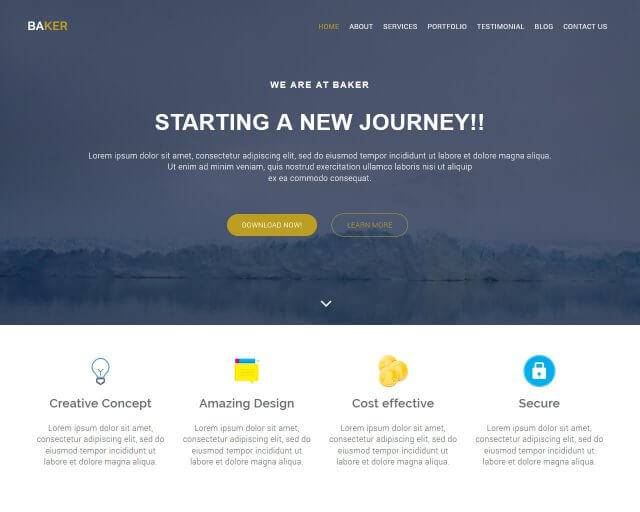 BAKER
HOME ABOUT SERVICES PORTFOLIO TESTIMONIAL BLOG CONTACT US
WE ARE AT BAKER
STARTING A NEW JOURNEY!!
Lorem ipsum dolor sit amet, consectetur adipiscing elit, sed do eiusmod tempor incididunt ut labore et dolore magna aliqua.
Ut enim ad minim veniam, quis nostrud exercitation ullamco laboris nisi ut aliquip
ex ea commodo consequat.
DOWNLOAD NOW! LEARN MORE
Creative Concept
Lorem ipsum dolor sit amet,
consectetur adipiscing elit, sed do
eiusmod tempor incididunt ut
labore et dolore magna aliqua.
Amazing Design
Lorem ipsum dolor sit amet,
consectetur adipiscing elit, sed do
eiusmod tempor incididunt ut
labore et dolore magna aliqua.
Cost effective
Lorem ipsum dolor sit amet,
consectetur adipiscing elit, sed do
eiusmod tempor incididunt ut
labore et dolore magna aliqua.
Secure
Lorem ipsum dolor sit amet,
consectetur adipiscing elit, sed do
eiusmod tempor incididunt ut
labore et dolore magna aliqua.